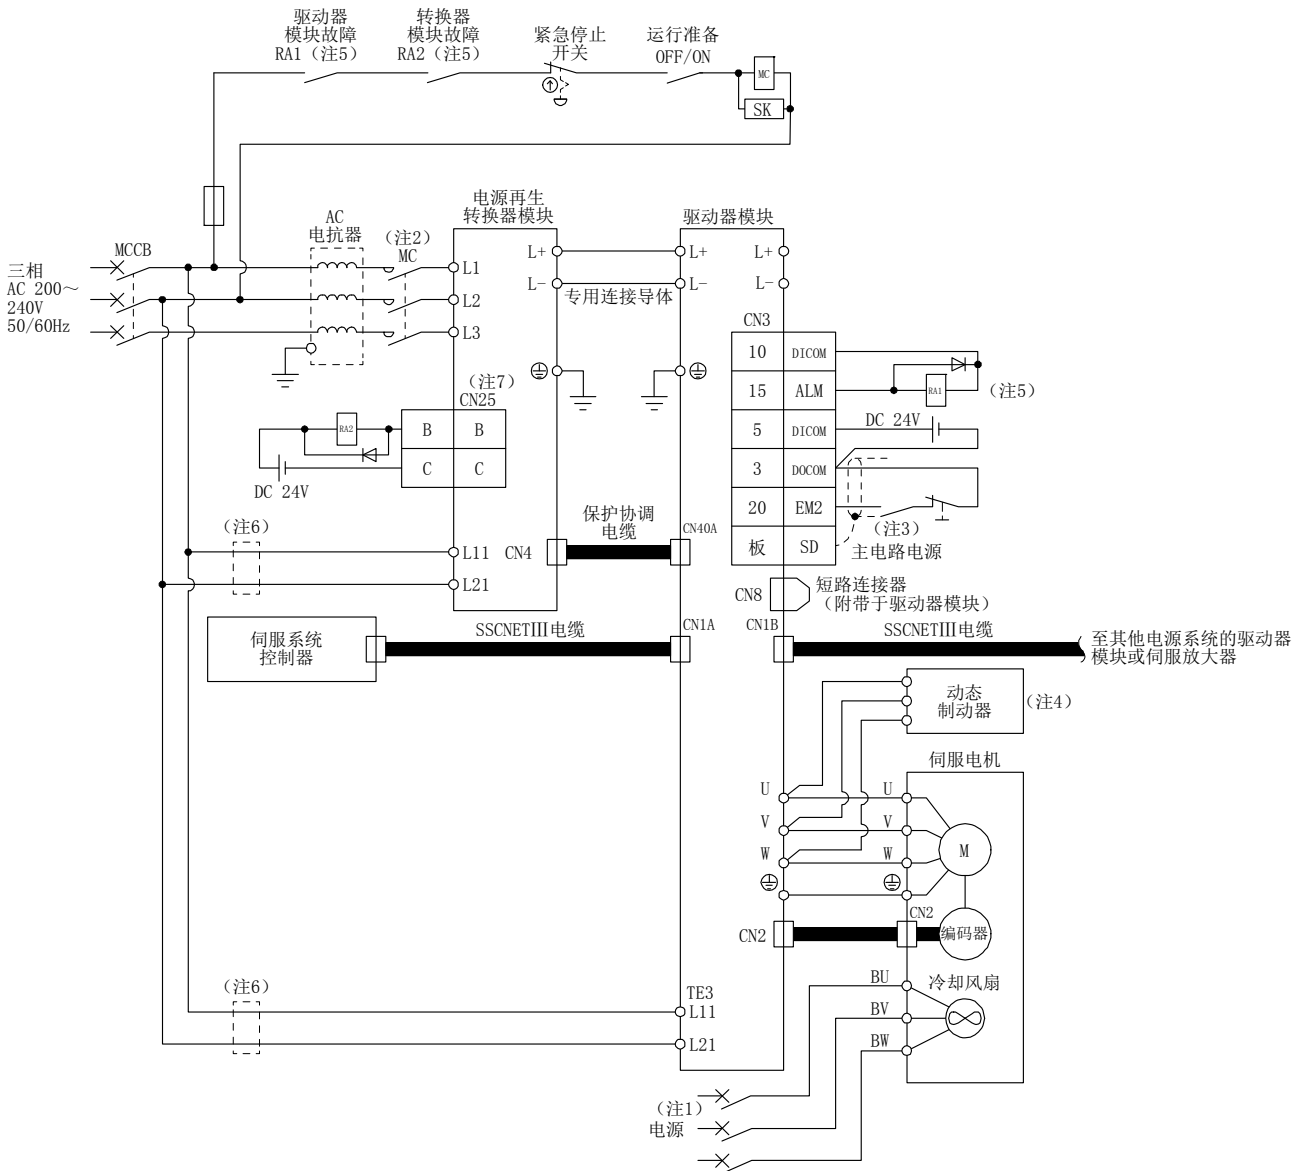 驱动器
模块故障
RA1（注5）
转换器
模块故障
RA2（注5）
紧急停止
开关
运行准备
OFF/ON
MC
SK
电源再生
转换器模块
驱动器模块
AC
电抗器
（注2）
MC
MCCB
三相
AC 200～
240V
50/60Hz
L1
L2
L3
L+
L-
L+
L-
专用连接导体
L+
L-
CN3
10 DICOM
15 ALM
5 DICOM
3 DOCOM
20 EM2
板 SD
RA1
（注5）
DC 24V
（注3）
主电路电源
（注7）
CN25
B B
C C
RA2
DC 24V
（注6）
L11
L21
CN4
保护协调
电缆
CN40A
CN8
短路连接器
（附带于驱动器模块）
伺服系统
控制器
SSCNETⅢ电缆
CN1A
CN1B
SSCNETⅢ电缆
至其他电源系统的驱动器
模块或伺服放大器
动态
制动器
（注4）
伺服电机
U
V
W
U
V
W
M
CN2
CN2
编码器
BU
BV
BW
冷却风扇
（注6）
TE3
L11
L21
（注1）
电源